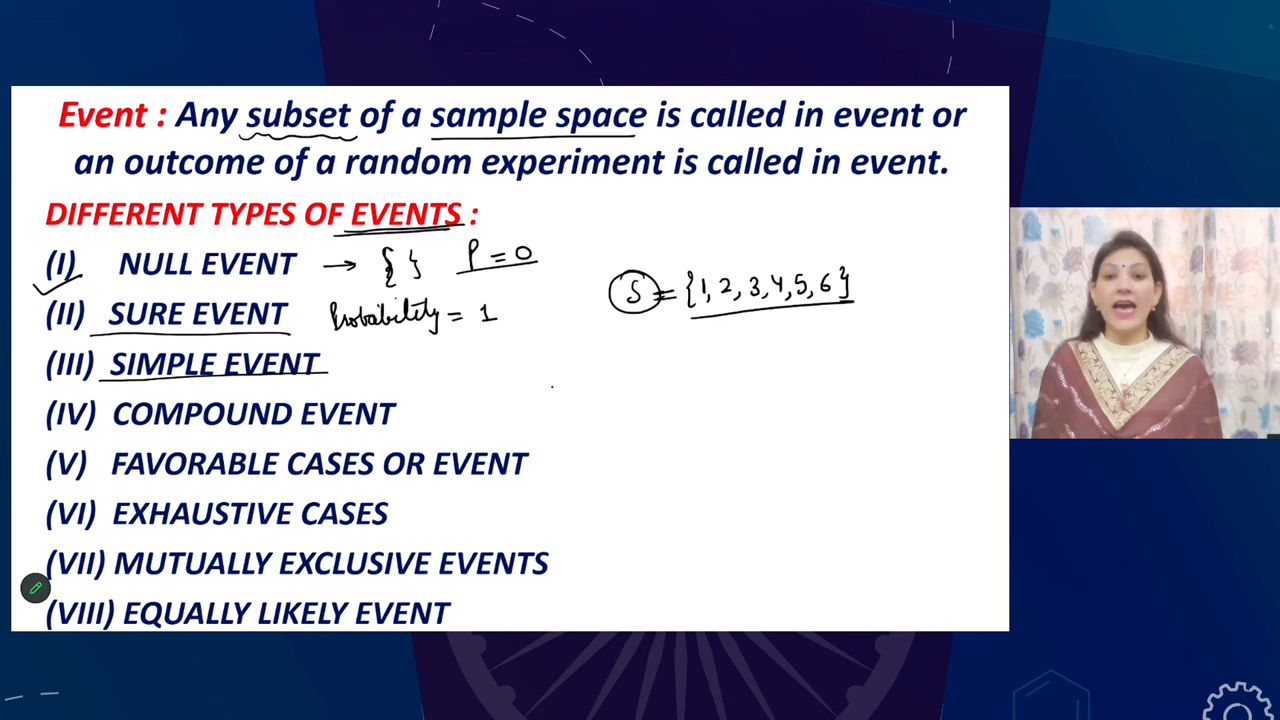 Event : Any subset of a sample space is called in event or
an outcome of a random experiment is called in event.
DIFFERENT TYPES OF EVENTS :
(I) NULL EVENT → { } P = 0
S = {1, 2, 3, 4, 5, 6}
(II) SURE EVENT Probability = 1
(III) SIMPLE EVENT
(IV) COMPOUND EVENT
(V) FAVORABLE CASES OR EVENT
(VI) EXHAUSTIVE CASES
(VII) MUTUALLY EXCLUSIVE EVENTS
(VIII) EQUALLY LIKELY EVENT